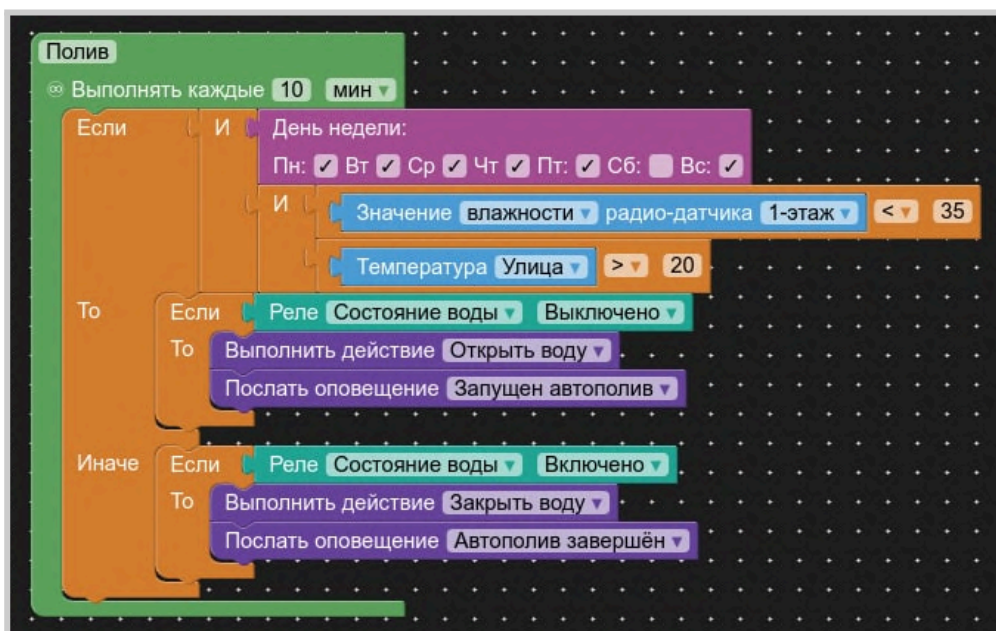 Полив
Выполнять каждые 10 мин
Если И День недели:
Пн: Вт Ср Чт Пт: Сб: Вс:
И Значение влажности радио-датчика 1-этаж < 35
Температура Улица > 20
То Если Реле Состояние воды Выключено
То Выполнить действие Открыть воду
Послать оповещение Запущен автополив
Иначе Если Реле Состояние воды Включено
То Выполнить действие Закрыть воду
Послать оповещение Автополив завершён